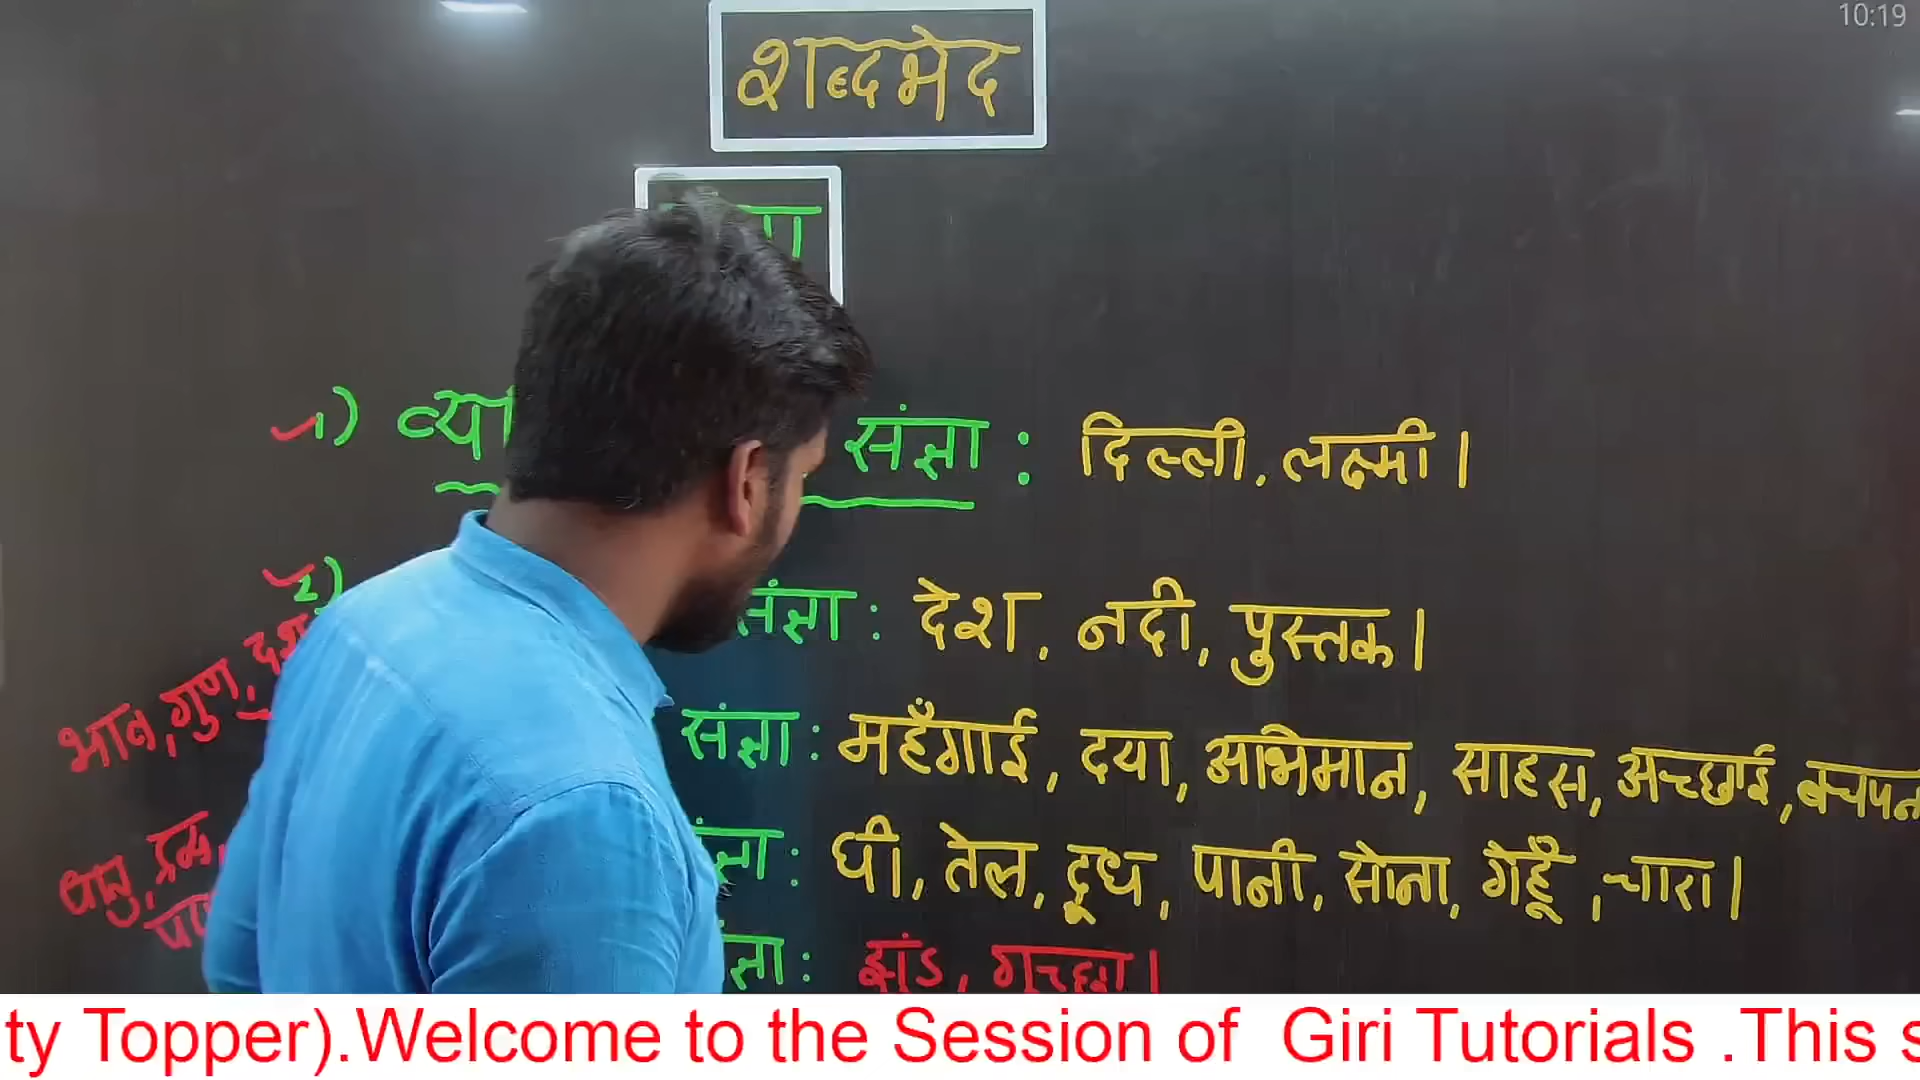 10:19
शब्दभेद
1) संज्ञा : दिल्ली, लक्ष्मी।
2) संज्ञा : देश, नदी, पुस्तक।
भाव, गुण,
संज्ञा : महँगाई, दया, अभिमान, साहस, अच्छाई, बचपन
धातु, द्रव्य,
संज्ञा : घी, तेल, दूध, पानी, सोना, गेहूँ, चारा।
संज्ञा : झुंड, गुच्छा।
ty Topper).Welcome to the Session of Giri Tutorials .This s